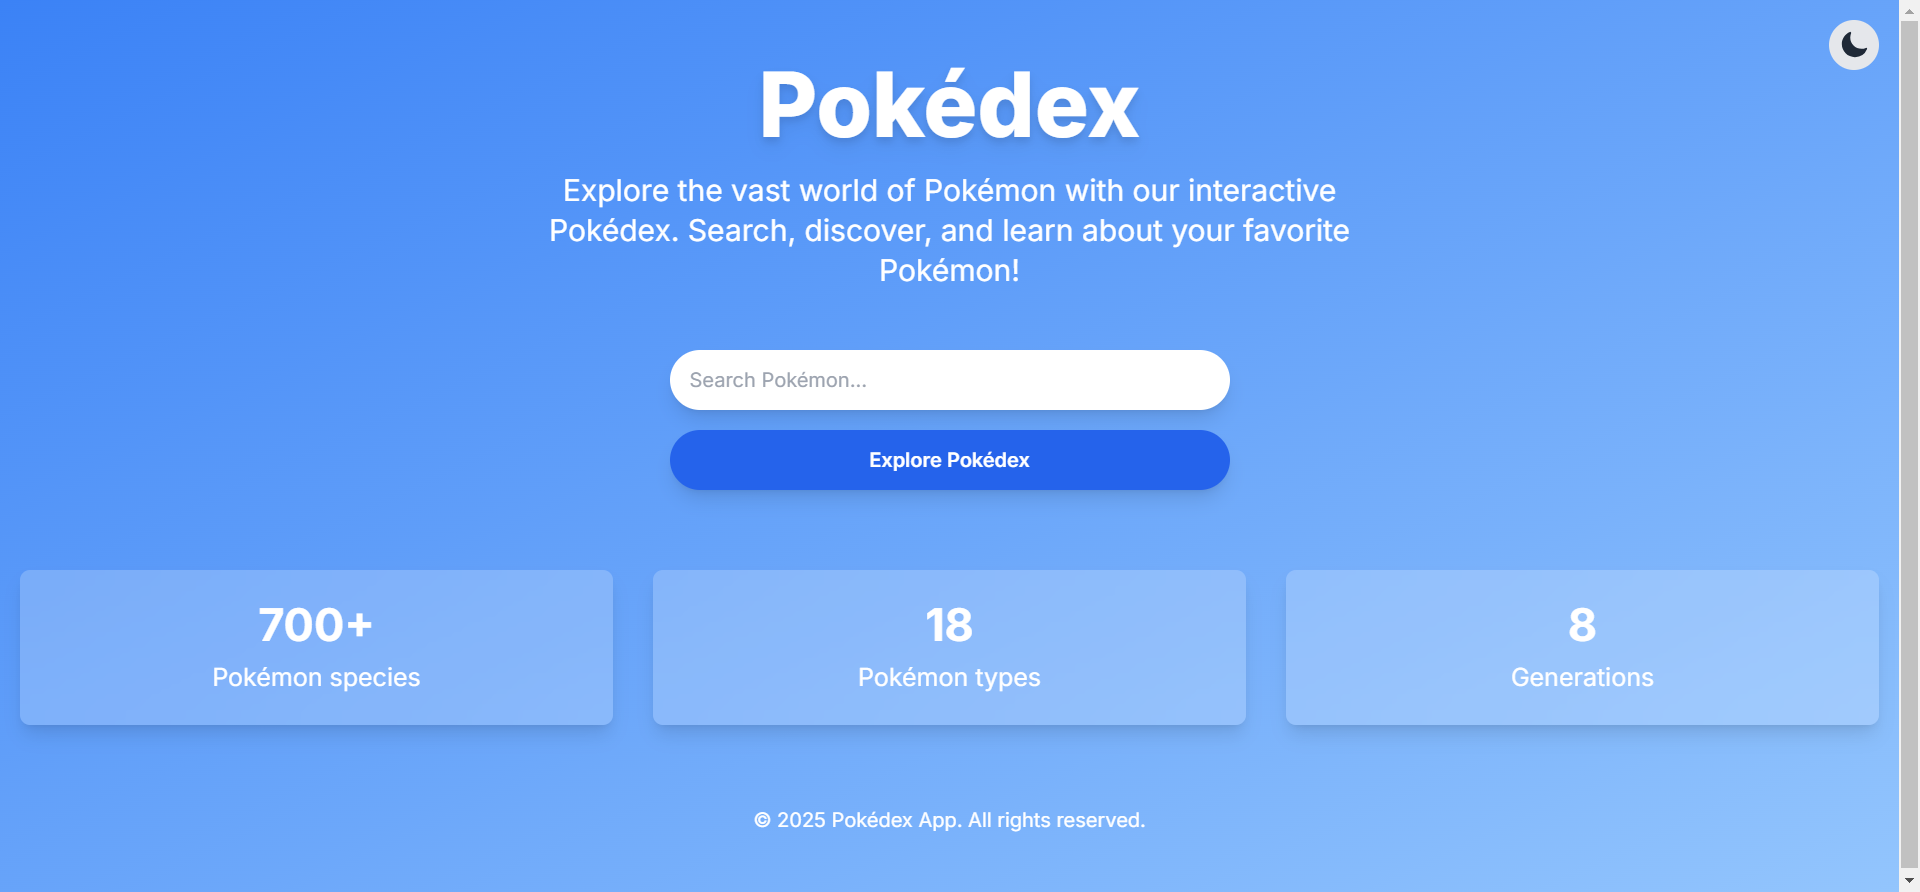 Pokédex
Explore the vast world of Pokémon with our interactive
Pokédex. Search, discover, and learn about your favorite
Pokémon!
Search Pokémon...
Explore Pokédex
700+
Pokémon species
18
Pokémon types
8
Generations
© 2025 Pokédex App. All rights reserved.